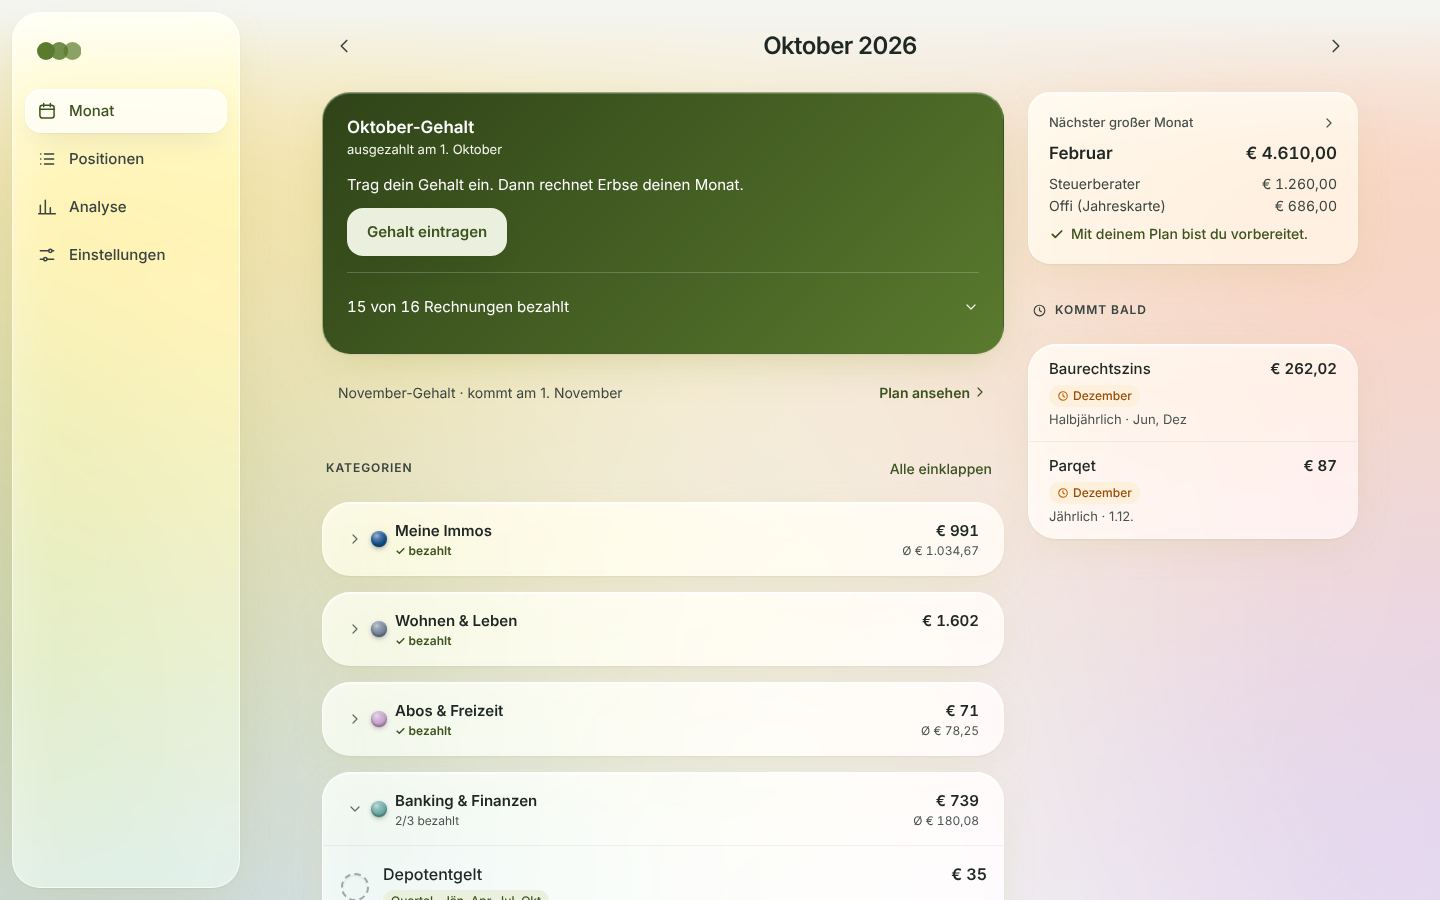 Monat
Positionen
Analyse
Einstellungen
Oktober 2026
Oktober-Gehalt
ausgezahlt am 1. Oktober
Trag dein Gehalt ein. Dann rechnet Erbse deinen Monat.
Gehalt eintragen
15 von 16 Rechnungen bezahlt
November-Gehalt · kommt am 1. November
Plan ansehen
KATEGORIEN
Alle einklappen
Meine Immos € 991
bezahlt Ø € 1.034,67
Wohnen & Leben € 1.602
bezahlt
Abos & Freizeit € 71
bezahlt Ø € 78,25
Banking & Finanzen € 739
2/3 bezahlt Ø € 180,08
Depotentgelt € 35
Quartal · Jän, Apr, Jul, Okt
Nächster großer Monat
Februar € 4.610,00
Steuerberater € 1.260,00
Offi (Jahreskarte) € 686,00
Mit deinem Plan bist du vorbereitet.
KOMMT BALD
Baurechtszins € 262,02
Dezember
Halbjährlich · Jun, Dez
Parqet € 87
Dezember
Jährlich · 1.12.